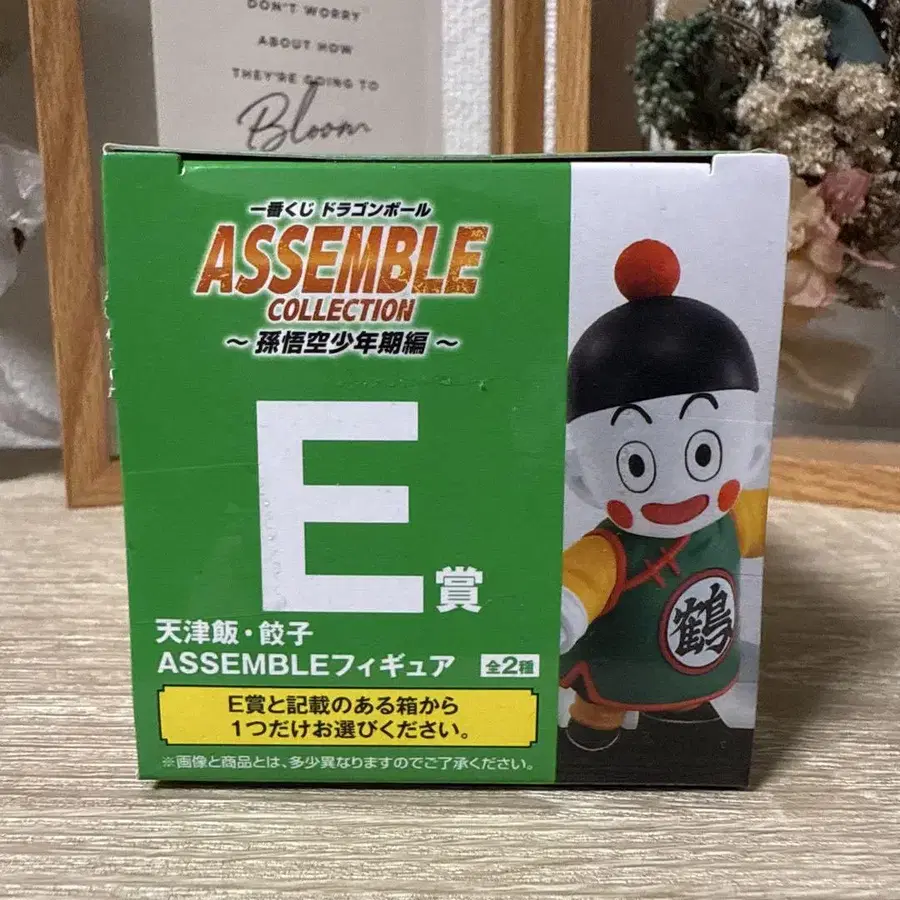 DON'T WORRY
ABOUT HOW
THEY'RE GOING TO
Bloom
一番くじ ドラゴンボール
ASSEMBLE
COLLECTION
～孫悟空少年期編～
E賞
天津飯・餃子
ASSEMBLEフィギュア 全2種
E賞と記載のある箱から
1つだけお選びください。
※画像と商品とは、多少異なりますのでご了承ください。
鶴